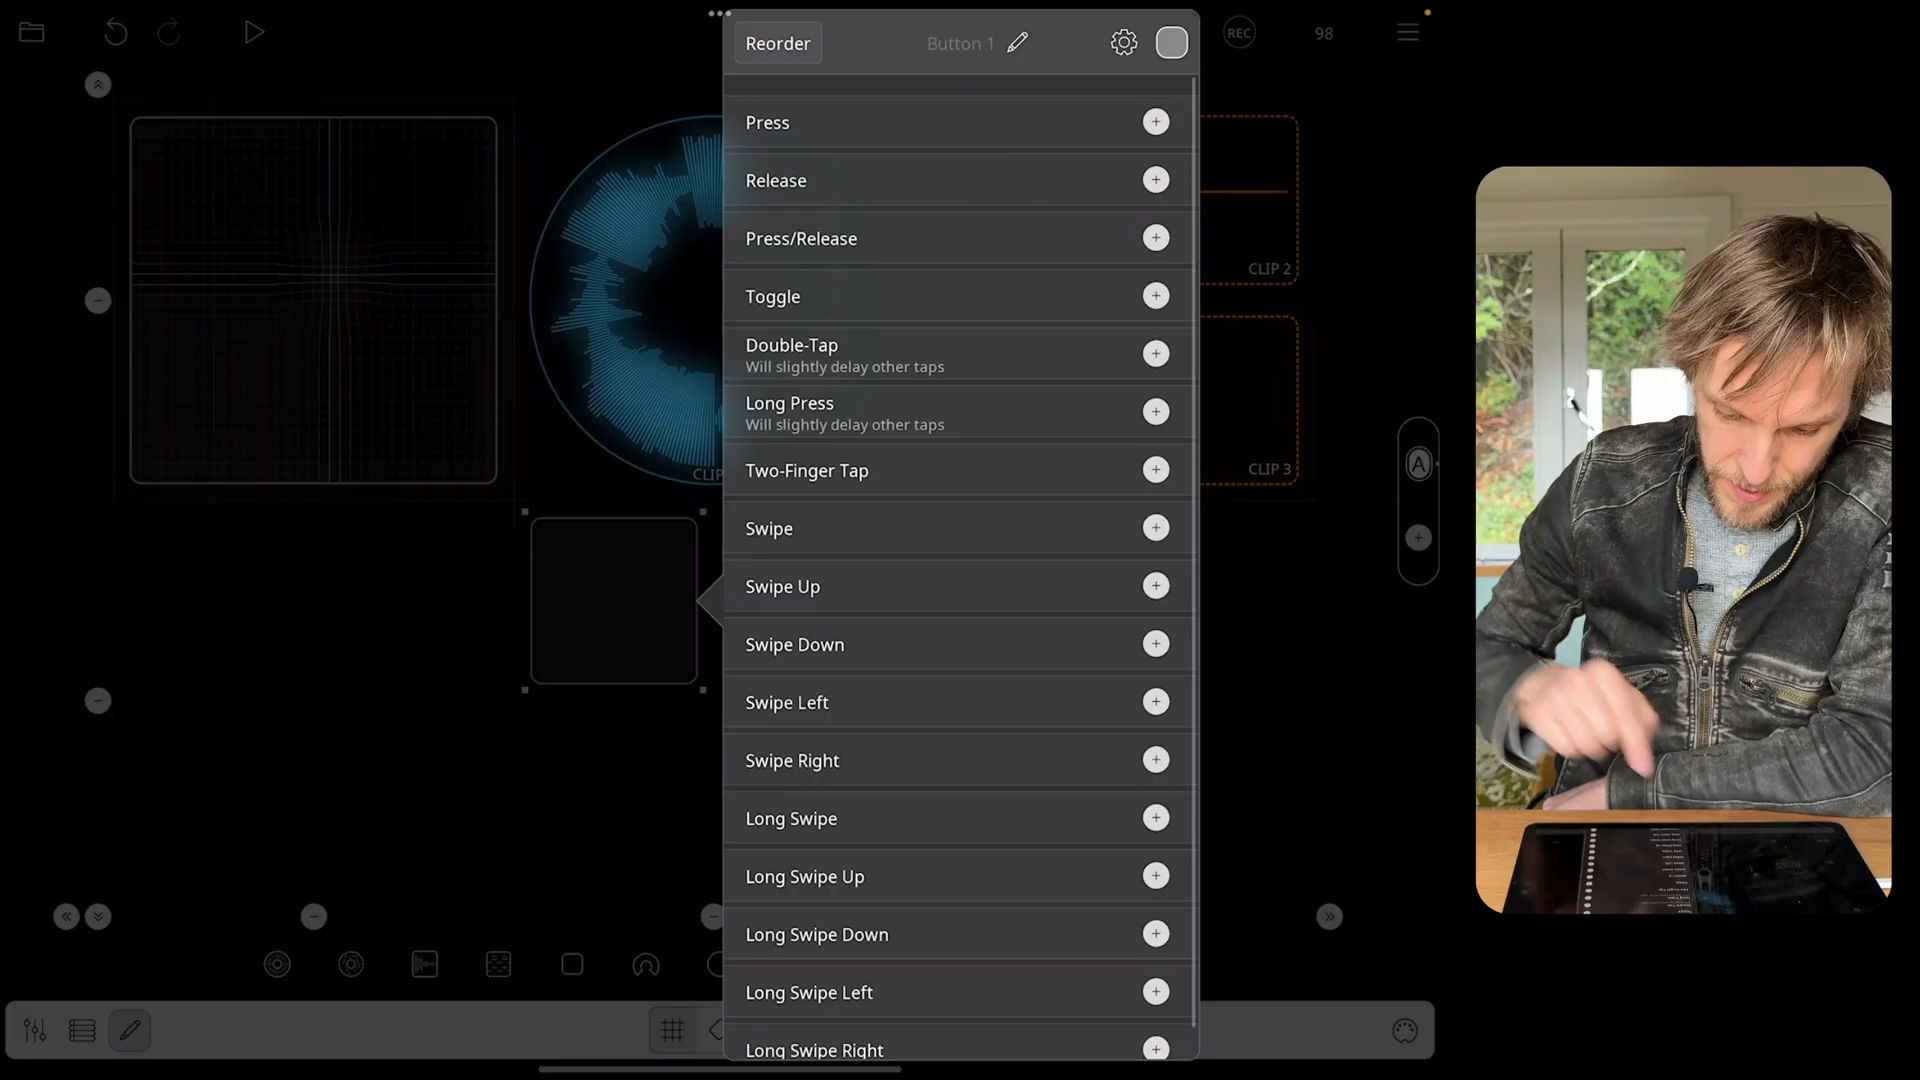 Reorder
Button 1
REC
98
Press
Release
Press/Release
Toggle
Double-Tap
Will slightly delay other taps
Long Press
Will slightly delay other taps
Two-Finger Tap
Swipe
Swipe Up
Swipe Down
Swipe Left
Swipe Right
Long Swipe
Long Swipe Up
Long Swipe Down
Long Swipe Left
Long Swipe Right
CLIP
CLIP 2
CLIP 3
A